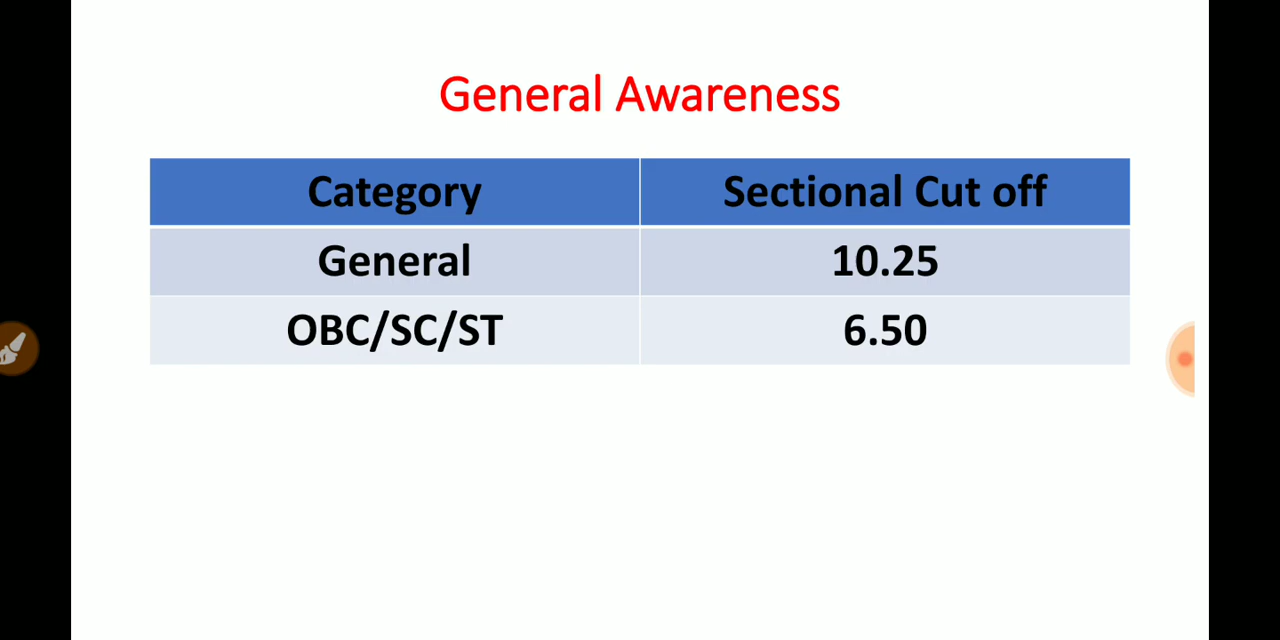 General Awareness
Category Sectional Cut off
General 10.25
OBC/SC/ST 6.50